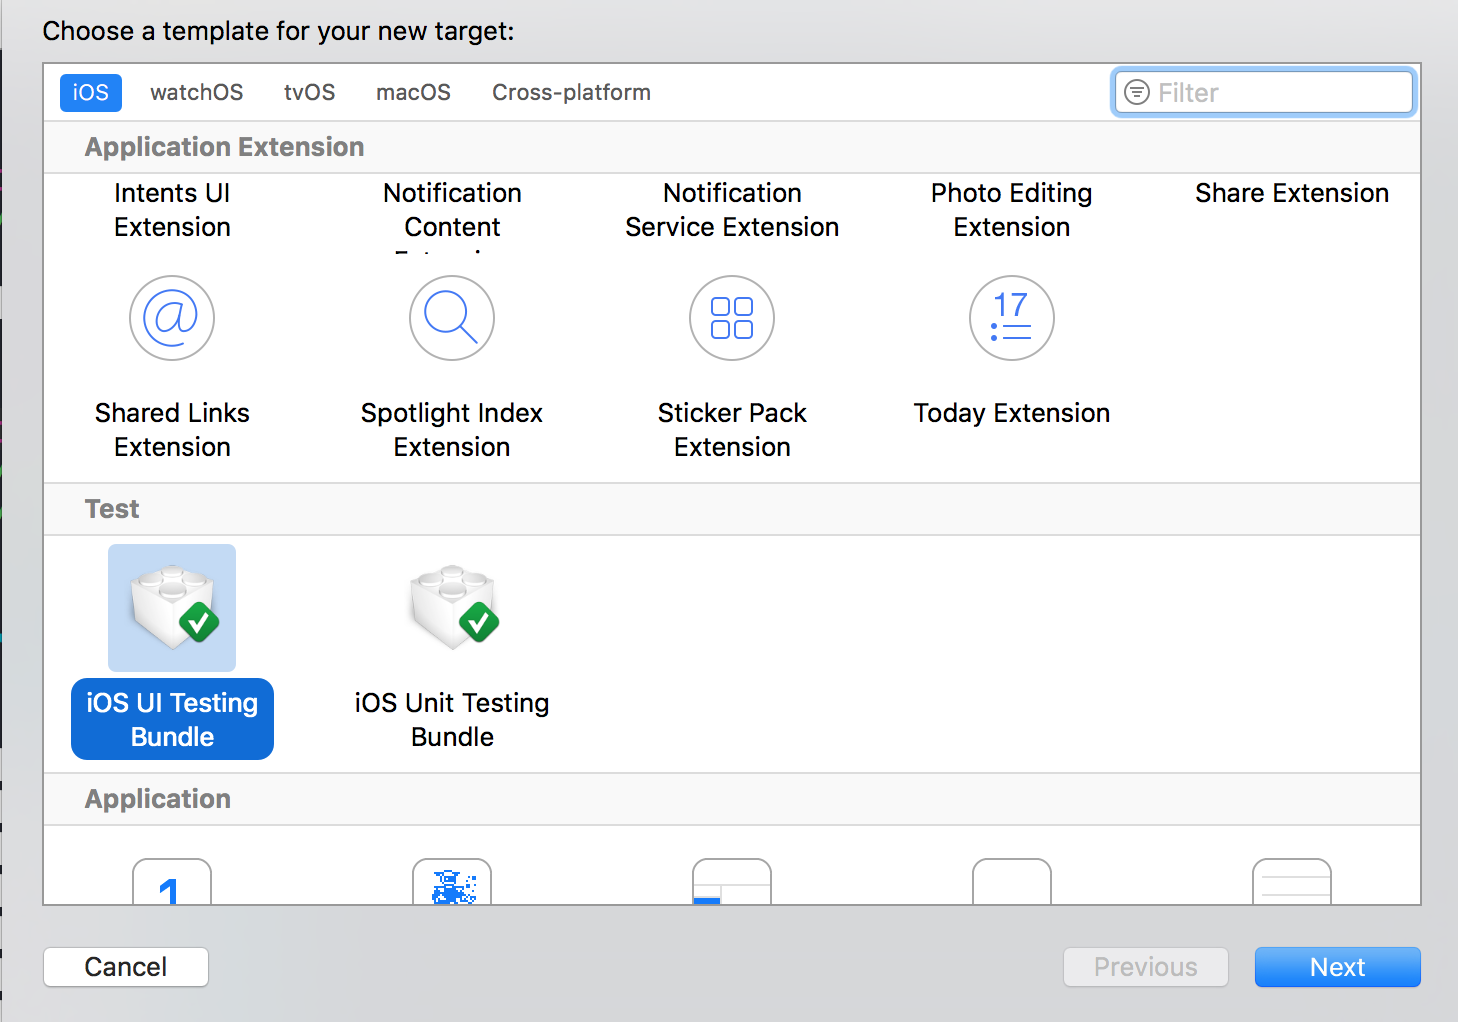 Choose a template for your new target:
iOS watchOS tvOS macOS Cross-platform Filter
Application Extension
Intents UI Notification Notification Photo Editing Share Extension
Extension Content Service Extension Extension
@ 17
Shared Links Spotlight Index Sticker Pack Today Extension
Extension Extension Extension
Test
iOS UI Testing iOS Unit Testing
Bundle Bundle
Application
1
Cancel Previous Next